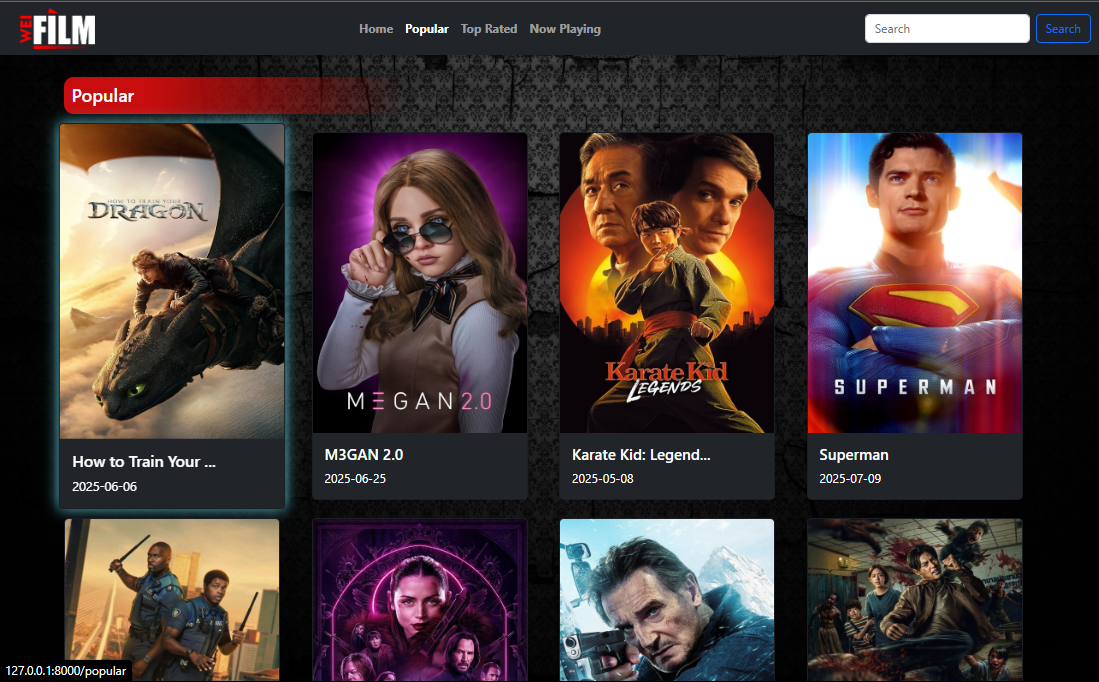 WEI FILM
Home Popular Top Rated Now Playing
Search Search
Popular
HOW TO TRAIN YOUR
DRAGON
M3GAN 2.0
Karate Kid
LEGENDS
SUPERMAN
How to Train Your ...
2025-06-06
M3GAN 2.0
2025-06-25
Karate Kid: Legend...
2025-05-08
Superman
2025-07-09
127.0.0.1:8000/popular